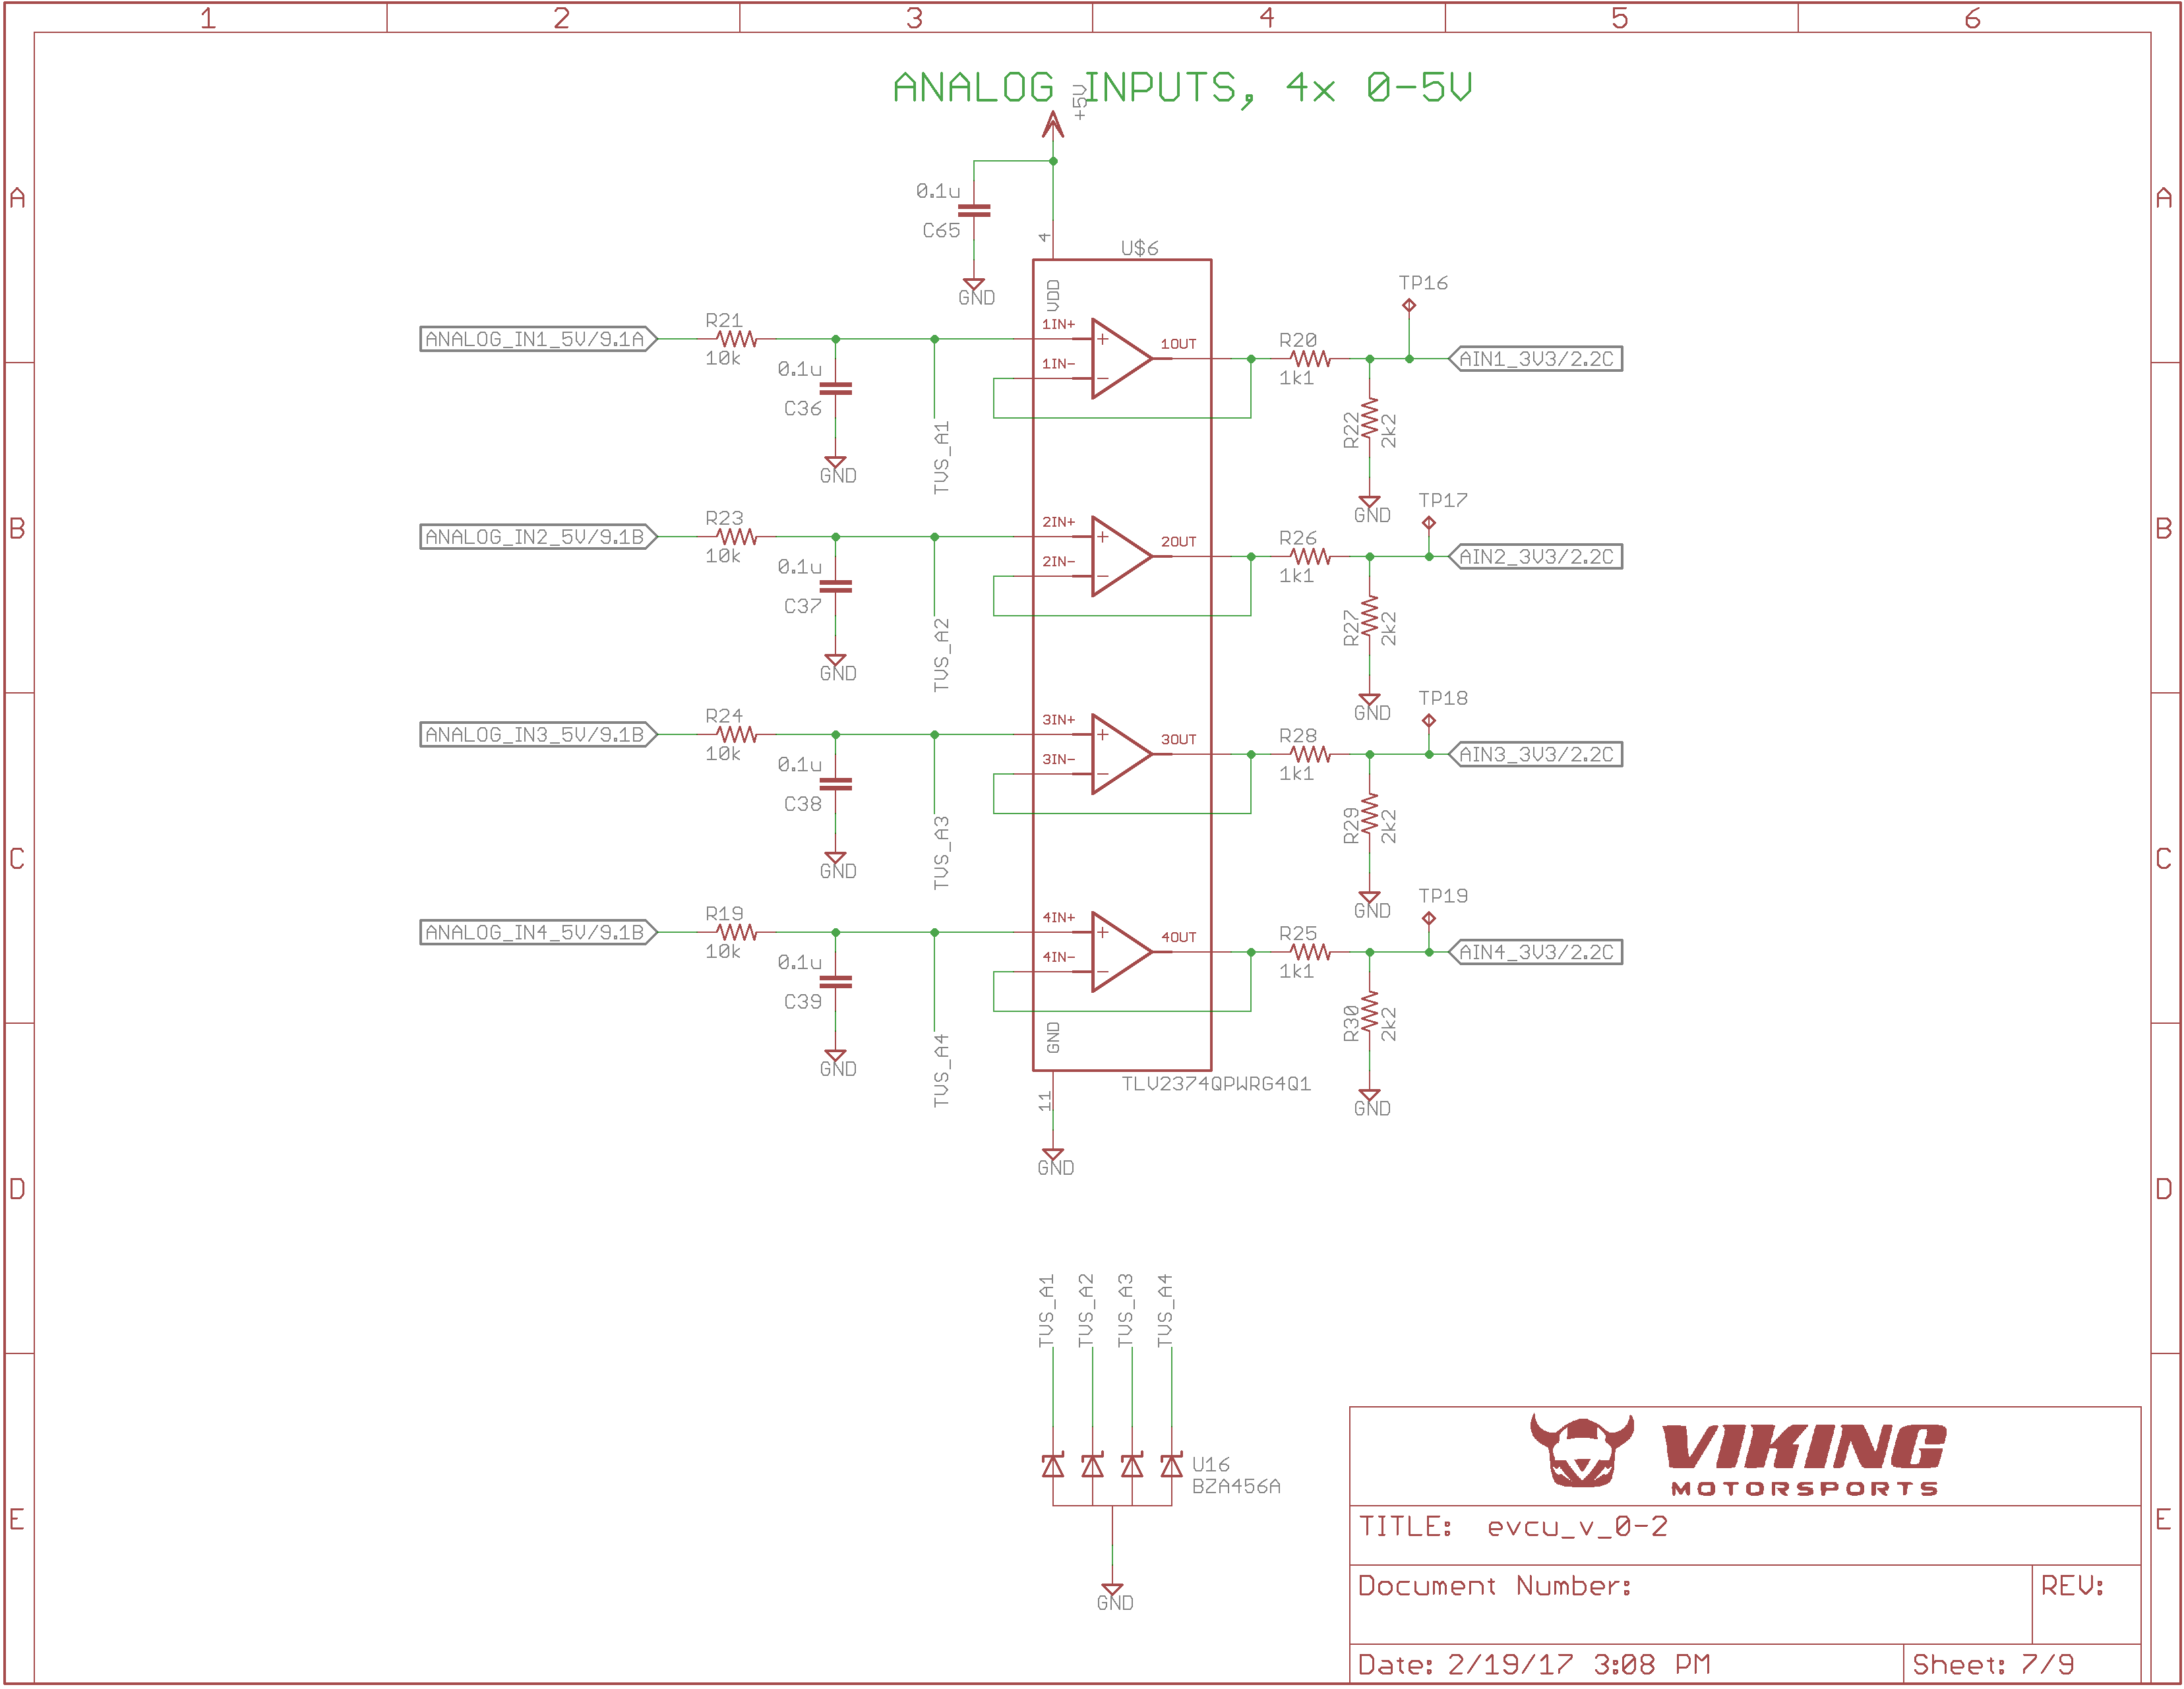 1 2 3 4 5 6
ANALOG INPUTS, 4x 0-5V
+5V
A A
0.1u
C65
4
U$6
GND
VDD
TP16
ANALOG_IN1_5V/9.1A
R21
10k
0.1u
C36
GND
TVS_A1
1IN+
1IN-
1OUT
R20
1k1
AIN1_3V3/2.2C
R22
2k2
GND
B B
TP17
ANALOG_IN2_5V/9.1B
R23
10k
0.1u
C37
GND
TVS_A2
2IN+
2IN-
2OUT
R26
1k1
AIN2_3V3/2.2C
R27
2k2
GND
TP18
ANALOG_IN3_5V/9.1B
R24
10k
0.1u
C38
GND
TVS_A3
3IN+
3IN-
3OUT
R28
1k1
AIN3_3V3/2.2C
R29
2k2
GND
C C
TP19
ANALOG_IN4_5V/9.1B
R19
10k
0.1u
C39
GND
TVS_A4
4IN+
4IN-
4OUT
R25
1k1
AIN4_3V3/2.2C
R30
2k2
GND
GND
TLV2374QPWRG4Q1
11
GND
D D
TVS_A1 TVS_A2 TVS_A3 TVS_A4
U16
BZA456A
GND
E E
VIKING
MOTORSPORTS
TITLE: evcu_v_0-2
Document Number:
REV:
Date: 2/19/17 3:08 PM
Sheet: 7/9